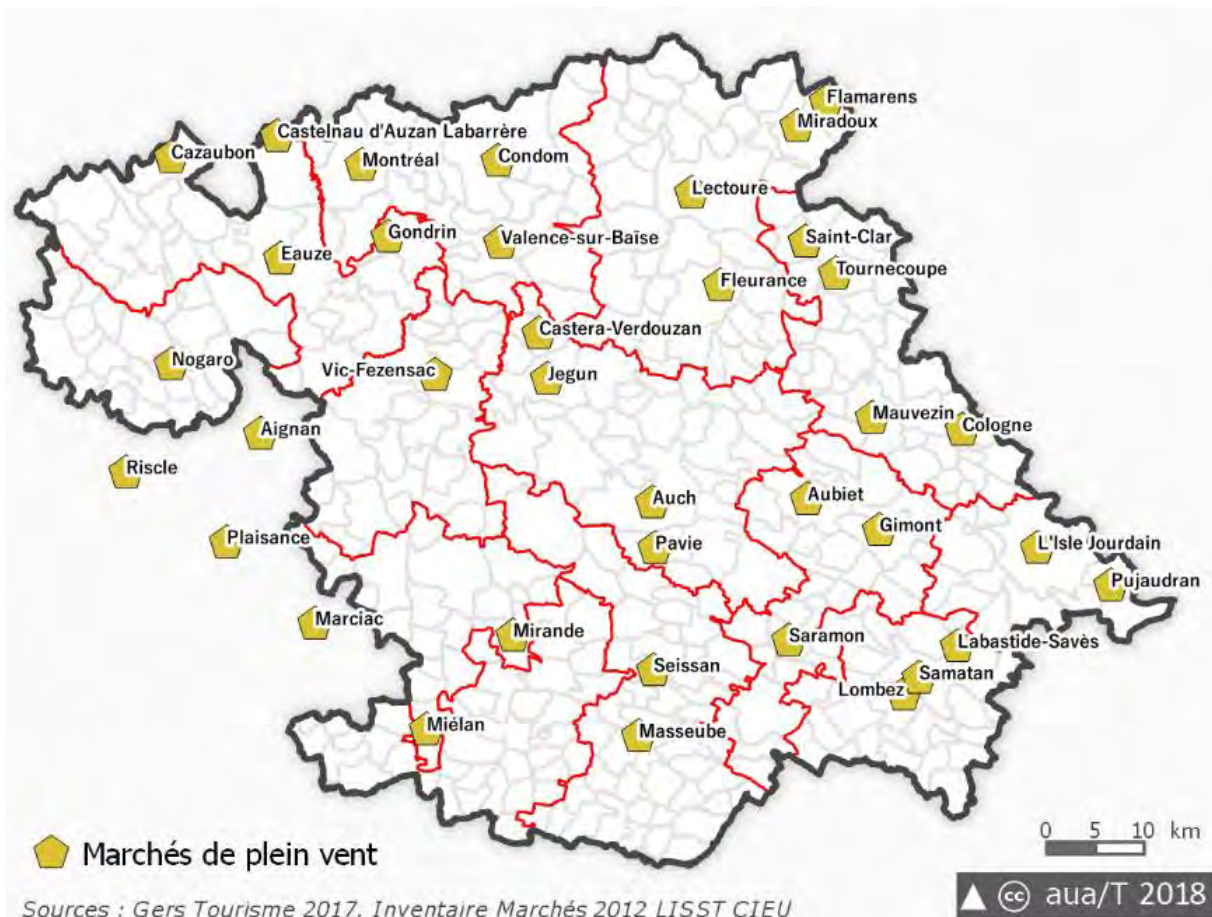 Flamarens
Miradoux
Castelnau d'Auzan Labarrère
Cazaubon
Montréal
Condom
Lectoure
Gondrin
Valence-sur-Baïse
Saint-Clar
Eauze
Tournecoupe
Fleurance
Castera-Verdouzan
Nogaro
Vic-Fezensac
Jegun
Mauvezin
Cologne
Aignan
Riscle
Auch
Aubiet
Gimont
Plaisance
Pavie
L'Isle Jourdain
Pujaudran
Marciac
Mirande
Saramon
Labastide-Savès
Seissan
Samatan
Lombez
Miélan
Masseube
0 5 10 km
Marchés de plein vent
cc aua/T 2018
Sources : Gers Tourisme 2017, Inventaire Marchés 2012 LISST CIEU